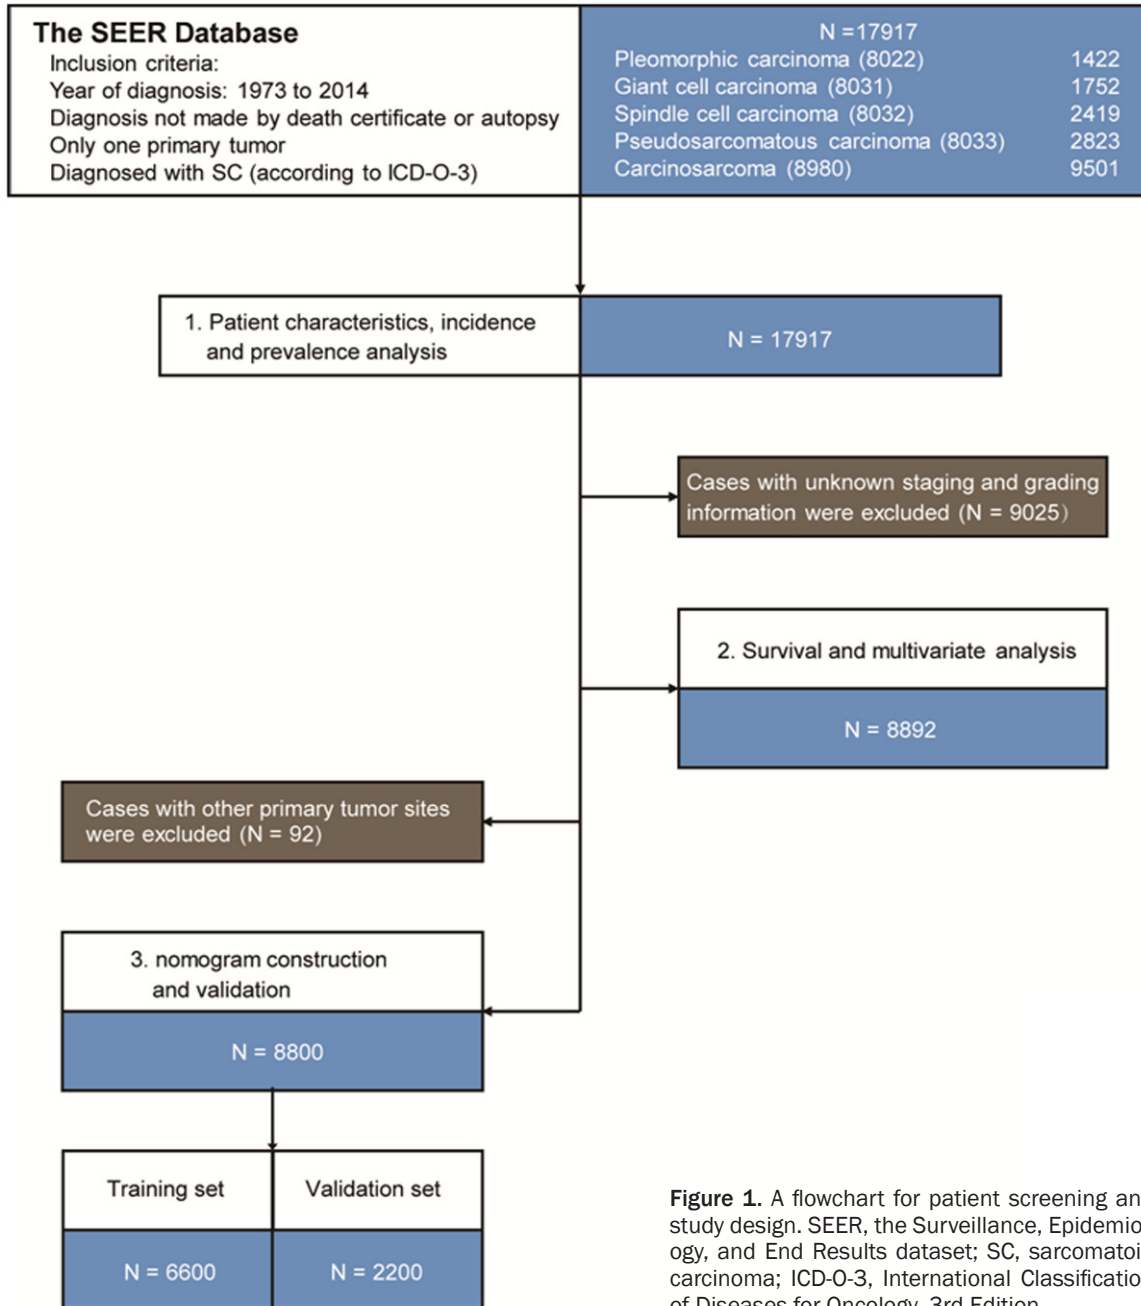 The SEER Database
Inclusion criteria:
Year of diagnosis: 1973 to 2014
Diagnosis not made by death certificate or autopsy
Only one primary tumor
Diagnosed with SC (according to ICD-O-3)
N =17917
Pleomorphic carcinoma (8022) 1422
Giant cell carcinoma (8031) 1752
Spindle cell carcinoma (8032) 2419
Pseudosarcomatous carcinoma (8033) 2823
Carcinosarcoma (8980) 9501
1. Patient characteristics, incidence
and prevalence analysis
N = 17917
Cases with unknown staging and grading
information were excluded (N = 9025)
2. Survival and multivariate analysis
N = 8892
Cases with other primary tumor sites
were excluded (N = 92)
3. nomogram construction
and validation
N = 8800
Training set
Validation set
N = 6600
N = 2200
Figure 1. A flowchart for patient screening an
study design. SEER, the Surveillance, Epidemio
ogy, and End Results dataset; SC, sarcomatoi
carcinoma; ICD-O-3, International Classificatio
of Diseases for Oncology, 3rd Edition